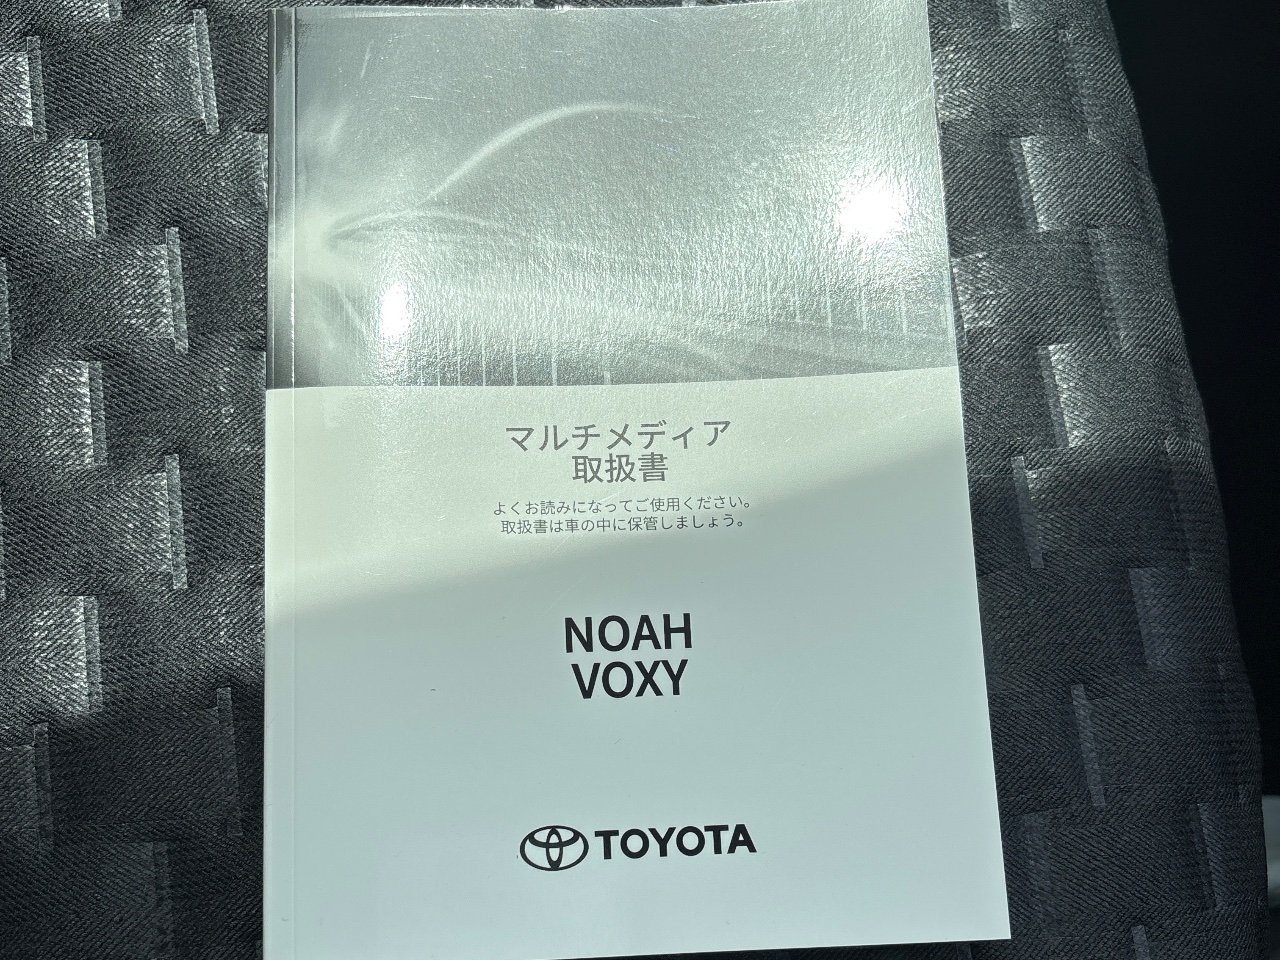 マルチメディア
取扱書
よくお読みになってご使用ください。
取扱書は車の中に保管しましょう。
NOAH
VOXY
TOYOTA